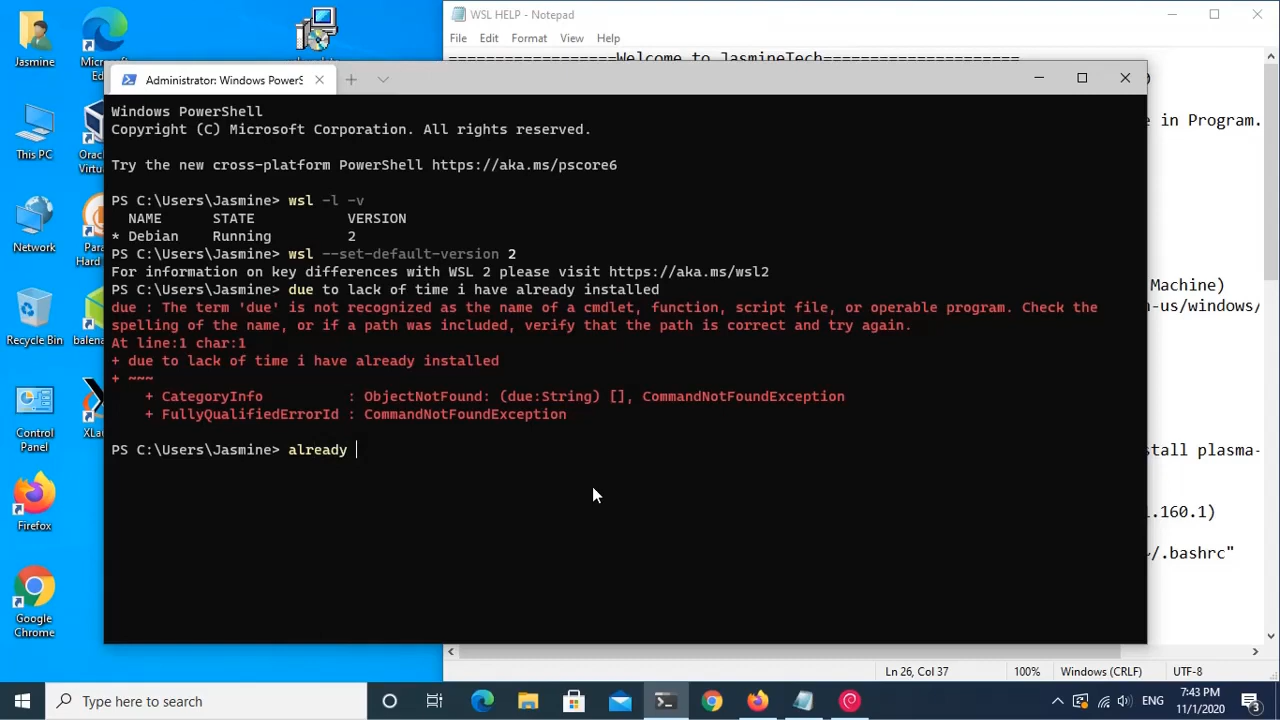 Jasmine
Microsoft
This PC
Network
Recycle Bin
Control
Panel
Firefox
Google
Chrome
WSL HELP - Notepad
File Edit Format View Help
===================Welcome to JasmineTech=====================
e in Program.
Machine)
n-us/windows/
stall plasma-
.160.1)
~/.bashrc"
Ln 26, Col 37 100% Windows (CRLF) UTF-8
Administrator: Windows PowerS
Windows PowerShell
Copyright (C) Microsoft Corporation. All rights reserved.
Try the new cross-platform PowerShell https://aka.ms/pscore6
PS C:\Users\Jasmine> wsl -l -v
NAME STATE VERSION
* Debian Running 2
PS C:\Users\Jasmine> wsl --set-default-version 2
For information on key differences with WSL 2 please visit https://aka.ms/wsl2
PS C:\Users\Jasmine> due to lack of time i have already installed
due : The term 'due' is not recognized as the name of a cmdlet, function, script file, or operable program. Check the
spelling of the name, or if a path was included, verify that the path is correct and try again.
At line:1 char:1
+ due to lack of time i have already installed
+ ~~~
+ CategoryInfo : ObjectNotFound: (due:String) [], CommandNotFoundException
+ FullyQualifiedErrorId : CommandNotFoundException
PS C:\Users\Jasmine> already
Type here to search
ENG
7:43 PM
11/1/2020
3